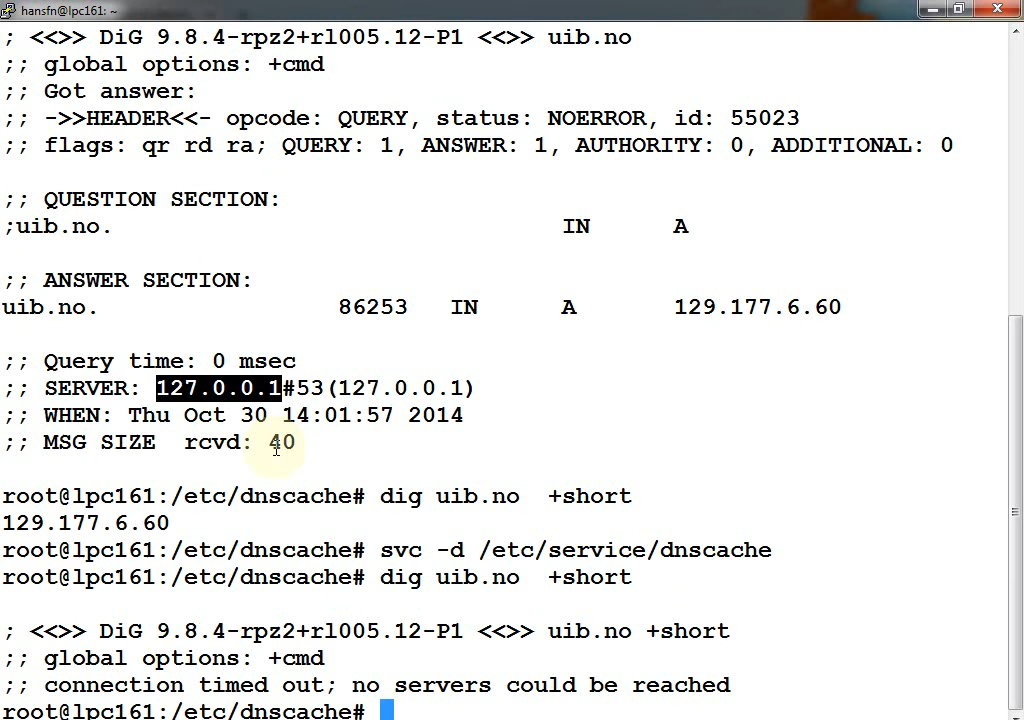 hansfn@lpc161: ~
; <<>> DiG 9.8.4-rpz2+rl005.12-P1 <<>> uib.no
;; global options: +cmd
;; Got answer:
;; ->>HEADER<<- opcode: QUERY, status: NOERROR, id: 55023
;; flags: qr rd ra; QUERY: 1, ANSWER: 1, AUTHORITY: 0, ADDITIONAL: 0
;; QUESTION SECTION:
;uib.no. IN A
;; ANSWER SECTION:
uib.no. 86253 IN A 129.177.6.60
;; Query time: 0 msec
;; SERVER: 127.0.0.1#53(127.0.0.1)
;; WHEN: Thu Oct 30 14:01:57 2014
;; MSG SIZE rcvd: 40
root@lpc161:/etc/dnscache# dig uib.no +short
129.177.6.60
root@lpc161:/etc/dnscache# svc -d /etc/service/dnscache
root@lpc161:/etc/dnscache# dig uib.no +short
; <<>> DiG 9.8.4-rpz2+rl005.12-P1 <<>> uib.no +short
;; global options: +cmd
;; connection timed out; no servers could be reached
root@lpc161:/etc/dnscache#